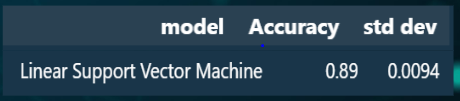 model Accuracy std dev
Linear Support Vector Machine 0.89 0.0094